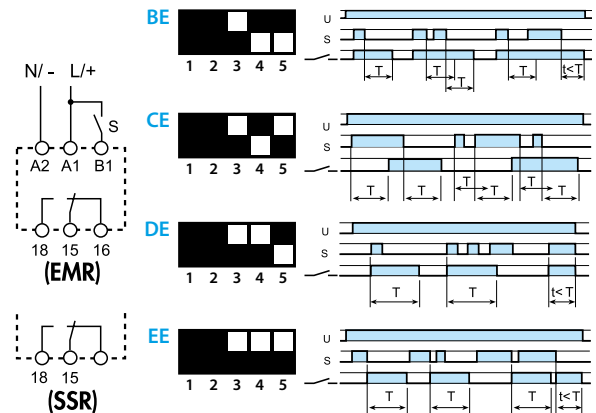 N/ - L/+
S
A2 A1 B1
18 15 16
(EMR)
18 15
(SSR)
BE
1 2 3 4 5
U
S
T T T T t<T
CE
1 2 3 4 5
U
S
T T T T T T
DE
1 2 3 4 5
U
S
T T t<T
EE
1 2 3 4 5
U
S
T T T t<T